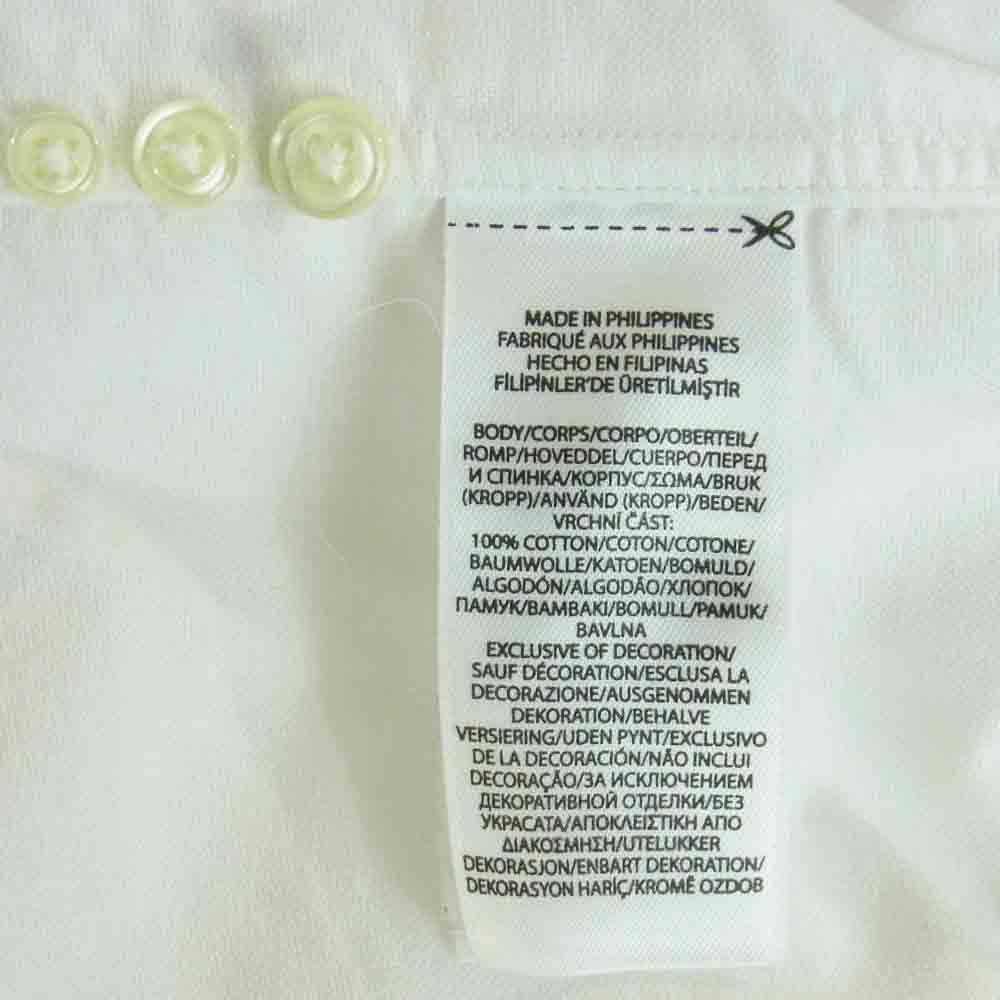 MADE IN PHILIPPINES
FABRIQUÉ AUX PHILIPPINES
HECHO EN FILIPINAS
FİLİPİNLER'DE ÜRETİLMİŞTİR
BODY/CORPS/CORPO/OBERTEIL/
ROMP/HOVEDDEL/CUERPO/ПЕРЕД
И СПИНКА/КОРПУС/ΣΩΜΑ/BRUK
(KROPP)/ANVÄND (KROPP)/BEDEN/
VRCHNÍ ČÁST:
100% COTTON/COTON/COTONE/
BAUMWOLLE/KATOEN/BOMULD/
ALGODÓN/ALGODÃO/ХЛОПОК/
ПАМУК/ΒΑΜΒΑΚΙ/BOMULL/PAMUK/
BAVLNA
EXCLUSIVE OF DECORATION/
SAUF DÉCORATION/ESCLUSA LA
DECORAZIONE/AUSGENOMMEN
DEKORATION/BEHALVE
VERSIERING/UDEN PYNT/EXCLUSIVO
DE LA DECORACIÓN/NÃO INCLUI
DECORAÇÃO/ЗА ИСКЛЮЧЕНИЕМ
ДЕКОРАТИВНОЙ ОТДЕЛКИ/БЕЗ
УКРАСАТА/ΑΠΟΚΛΕΙΣΤΙΚΗ ΑΠΟ
ΔΙΑΚΟΣΜΗΣΗ/UTELUKKER
DEKORASJON/ENBART DEKORATION/
DEKORASYON HARİÇ/KROMĚ OZDOB